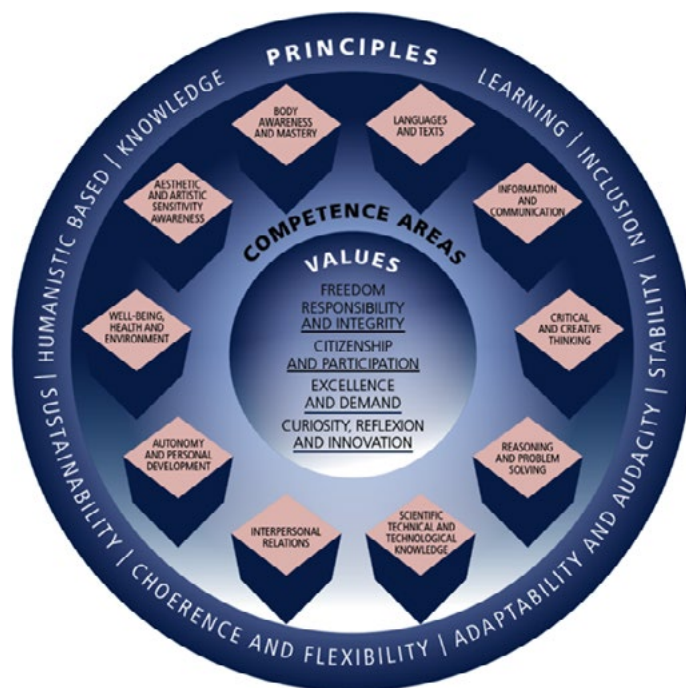 PRINCIPLES
LEARNING | INCLUSION | STABILITY | ADAPTABILITY AND AUDACITY | CHOERENCE AND FLEXIBILITY | SUSTAINABILITY | HUMANISTIC BASED | KNOWLEDGE
COMPETENCE AREAS
LANGUAGES
AND TEXTS
INFORMATION
AND
COMMUNICATION
CRITICAL
AND CREATIVE
THINKING
REASONING
AND PROBLEM
SOLVING
SCIENTIFIC
TECHNICAL AND
TECHNOLOGICAL
KNOWLEDGE
INTERPERSONAL
RELATIONS
AUTONOMY
AND PERSONAL
DEVELOPMENT
WELL-BEING,
HEALTH AND
ENVIRONMENT
AESTHETIC
AND ARTISTIC
SENSITIVITY
AWARENESS
BODY
AWARENESS
AND MASTERY
VALUES
FREEDOM
RESPONSIBILITY
AND INTEGRITY
CITIZENSHIP
AND PARTICIPATION
EXCELLENCE
AND DEMAND
CURIOSITY, REFLEXION
AND INNOVATION